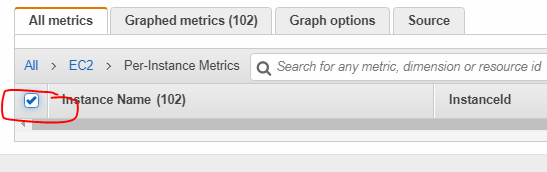 All metrics Graphed metrics (102) Graph options Source
All > EC2 > Per-Instance Metrics Search for any metric, dimension or resource id
Instance Name (102) InstanceId